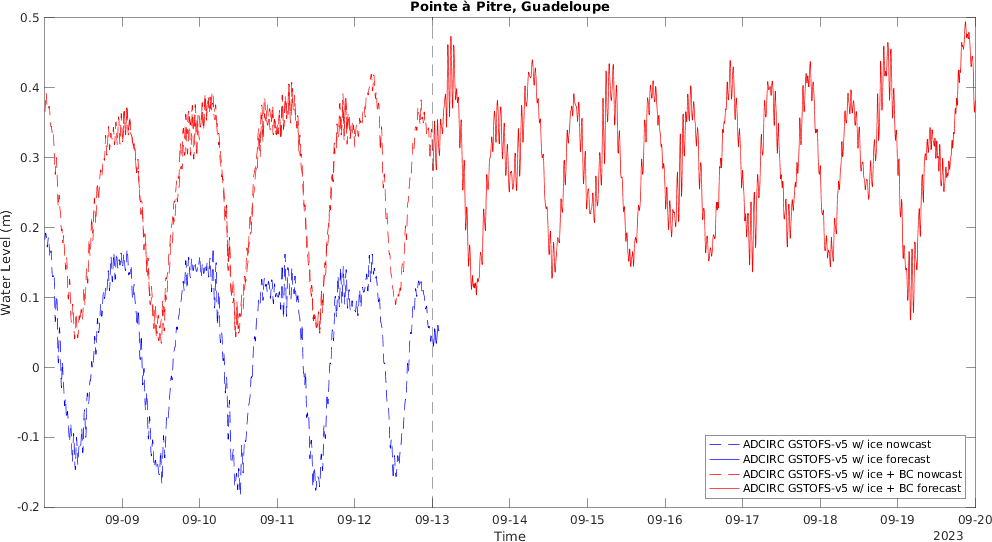 Pointe à Pitre, Guadeloupe
0.5
0.4
0.3
0.2
0.1
0
-0.1
-0.2
Water Level (m)
ADCIRC GSTOFS-v5 w/ ice nowcast
ADCIRC GSTOFS-v5 w/ ice forecast
ADCIRC GSTOFS-v5 w/ ice + BC nowcast
ADCIRC GSTOFS-v5 w/ ice + BC forecast
09-09 09-10 09-11 09-12 09-13 09-14 09-15 09-16 09-17 09-18 09-19 09-20
Time
2023